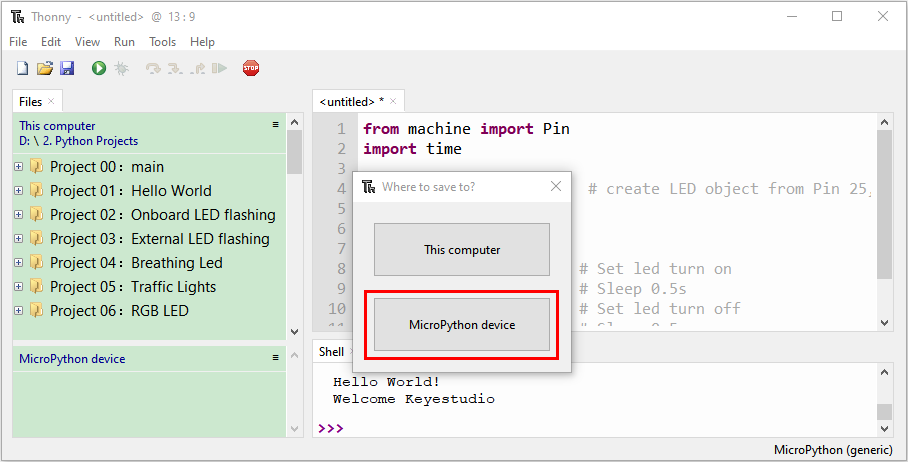 Thonny - <untitled> @ 13 : 9
File Edit View Run Tools Help
STOP
Files
This computer
D: \ 2. Python Projects
Project 00：main
Project 01：Hello World
Project 02：Onboard LED flashing
Project 03：External LED flashing
Project 04：Breathing Led
Project 05：Traffic Lights
Project 06：RGB LED
MicroPython device
<untitled> *
1 from machine import Pin
2 import time
3
4 # create LED object from Pin 25,
5
6
7
8 # Set led turn on
9 # Sleep 0.5s
10 # Set led turn off
11
Where to save to?
This computer
MicroPython device
Shell
Hello World!
Welcome Keyestudio
>>>
MicroPython (generic)